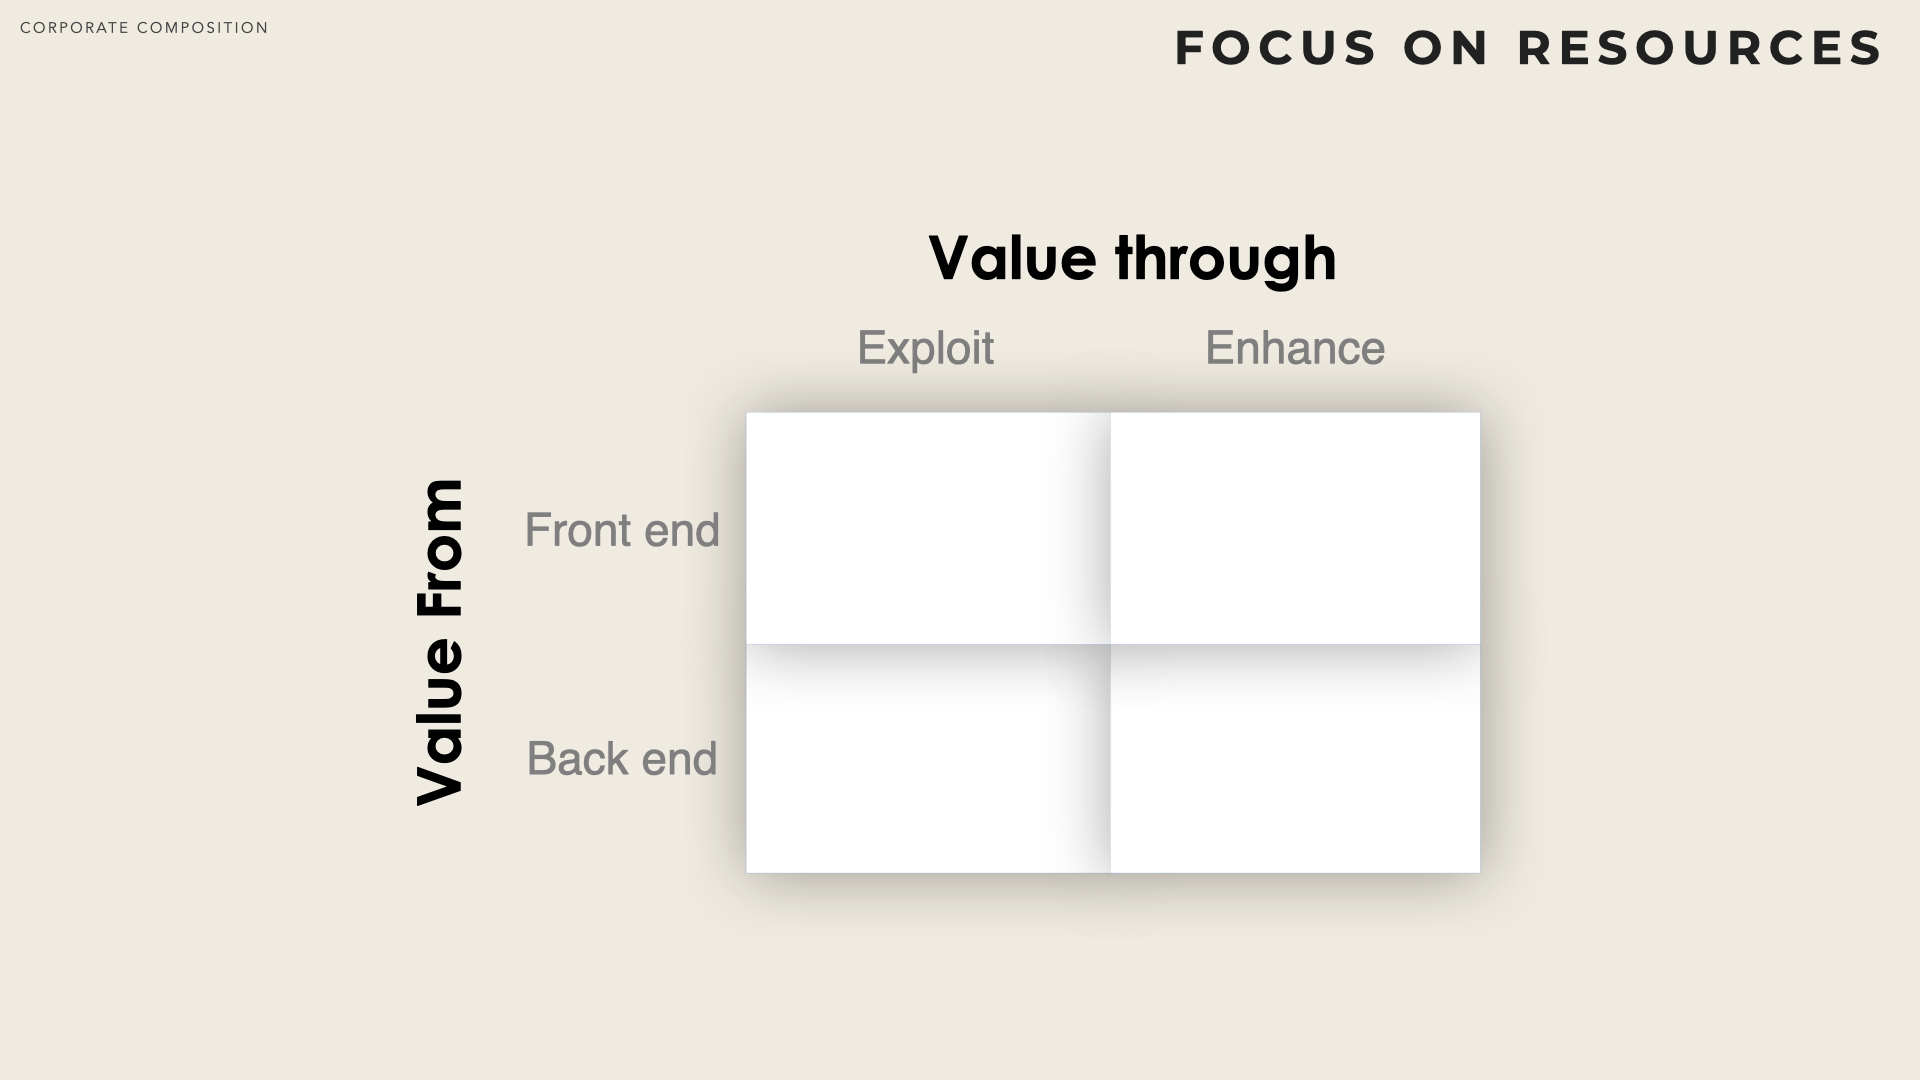 CORPORATE COMPOSITION
FOCUS ON RESOURCES
Value through
Exploit Enhance
Value From
Front end
Back end